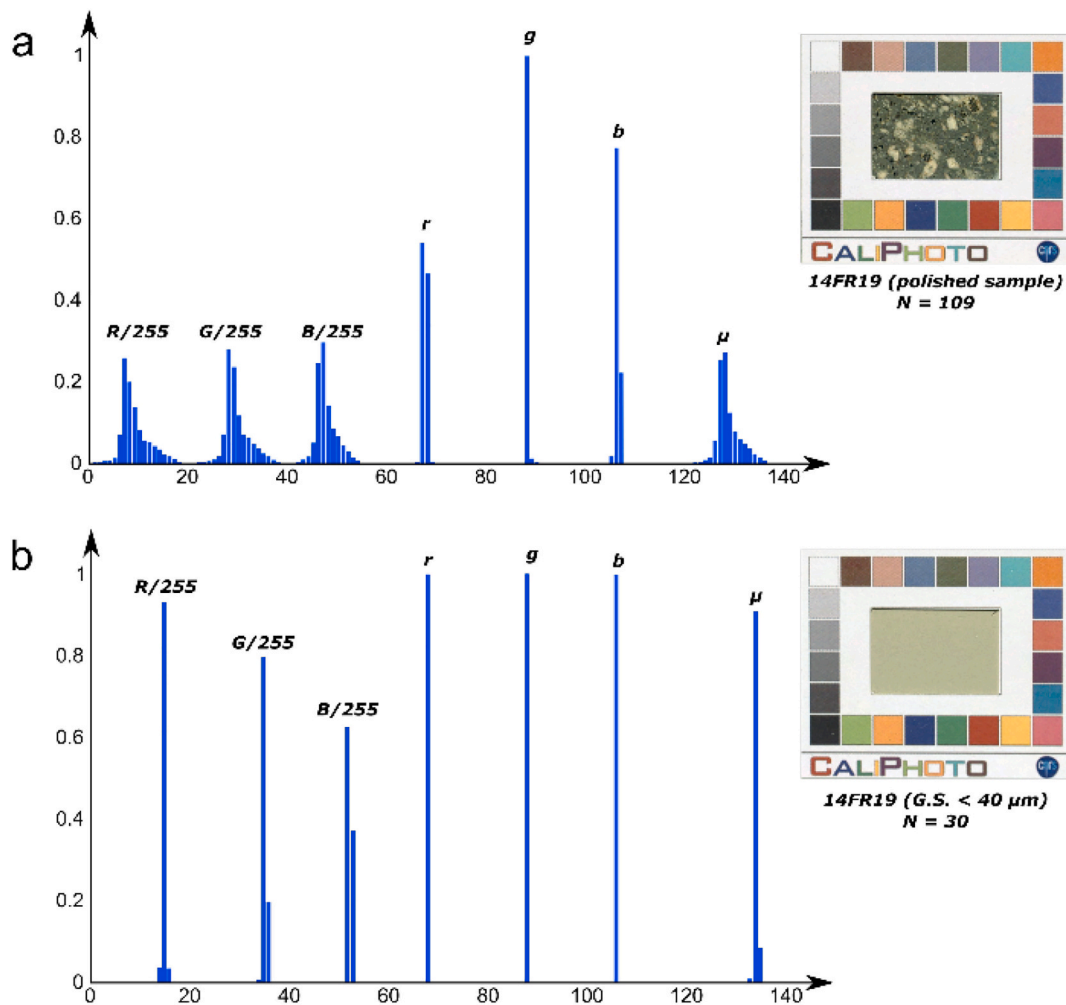 a
1
0.8
0.6
0.4
0.2
0
R/255
G/255
B/255
r
g
b
μ
0 20 40 60 80 100 120 140
CALIPHOTO
14FR19 (polished sample)
N = 109
b
1
0.8
0.6
0.4
0.2
0
R/255
G/255
B/255
r
g
b
μ
0 20 40 60 80 100 120 140
CALIPHOTO
14FR19 (G.S. < 40 μm)
N = 30